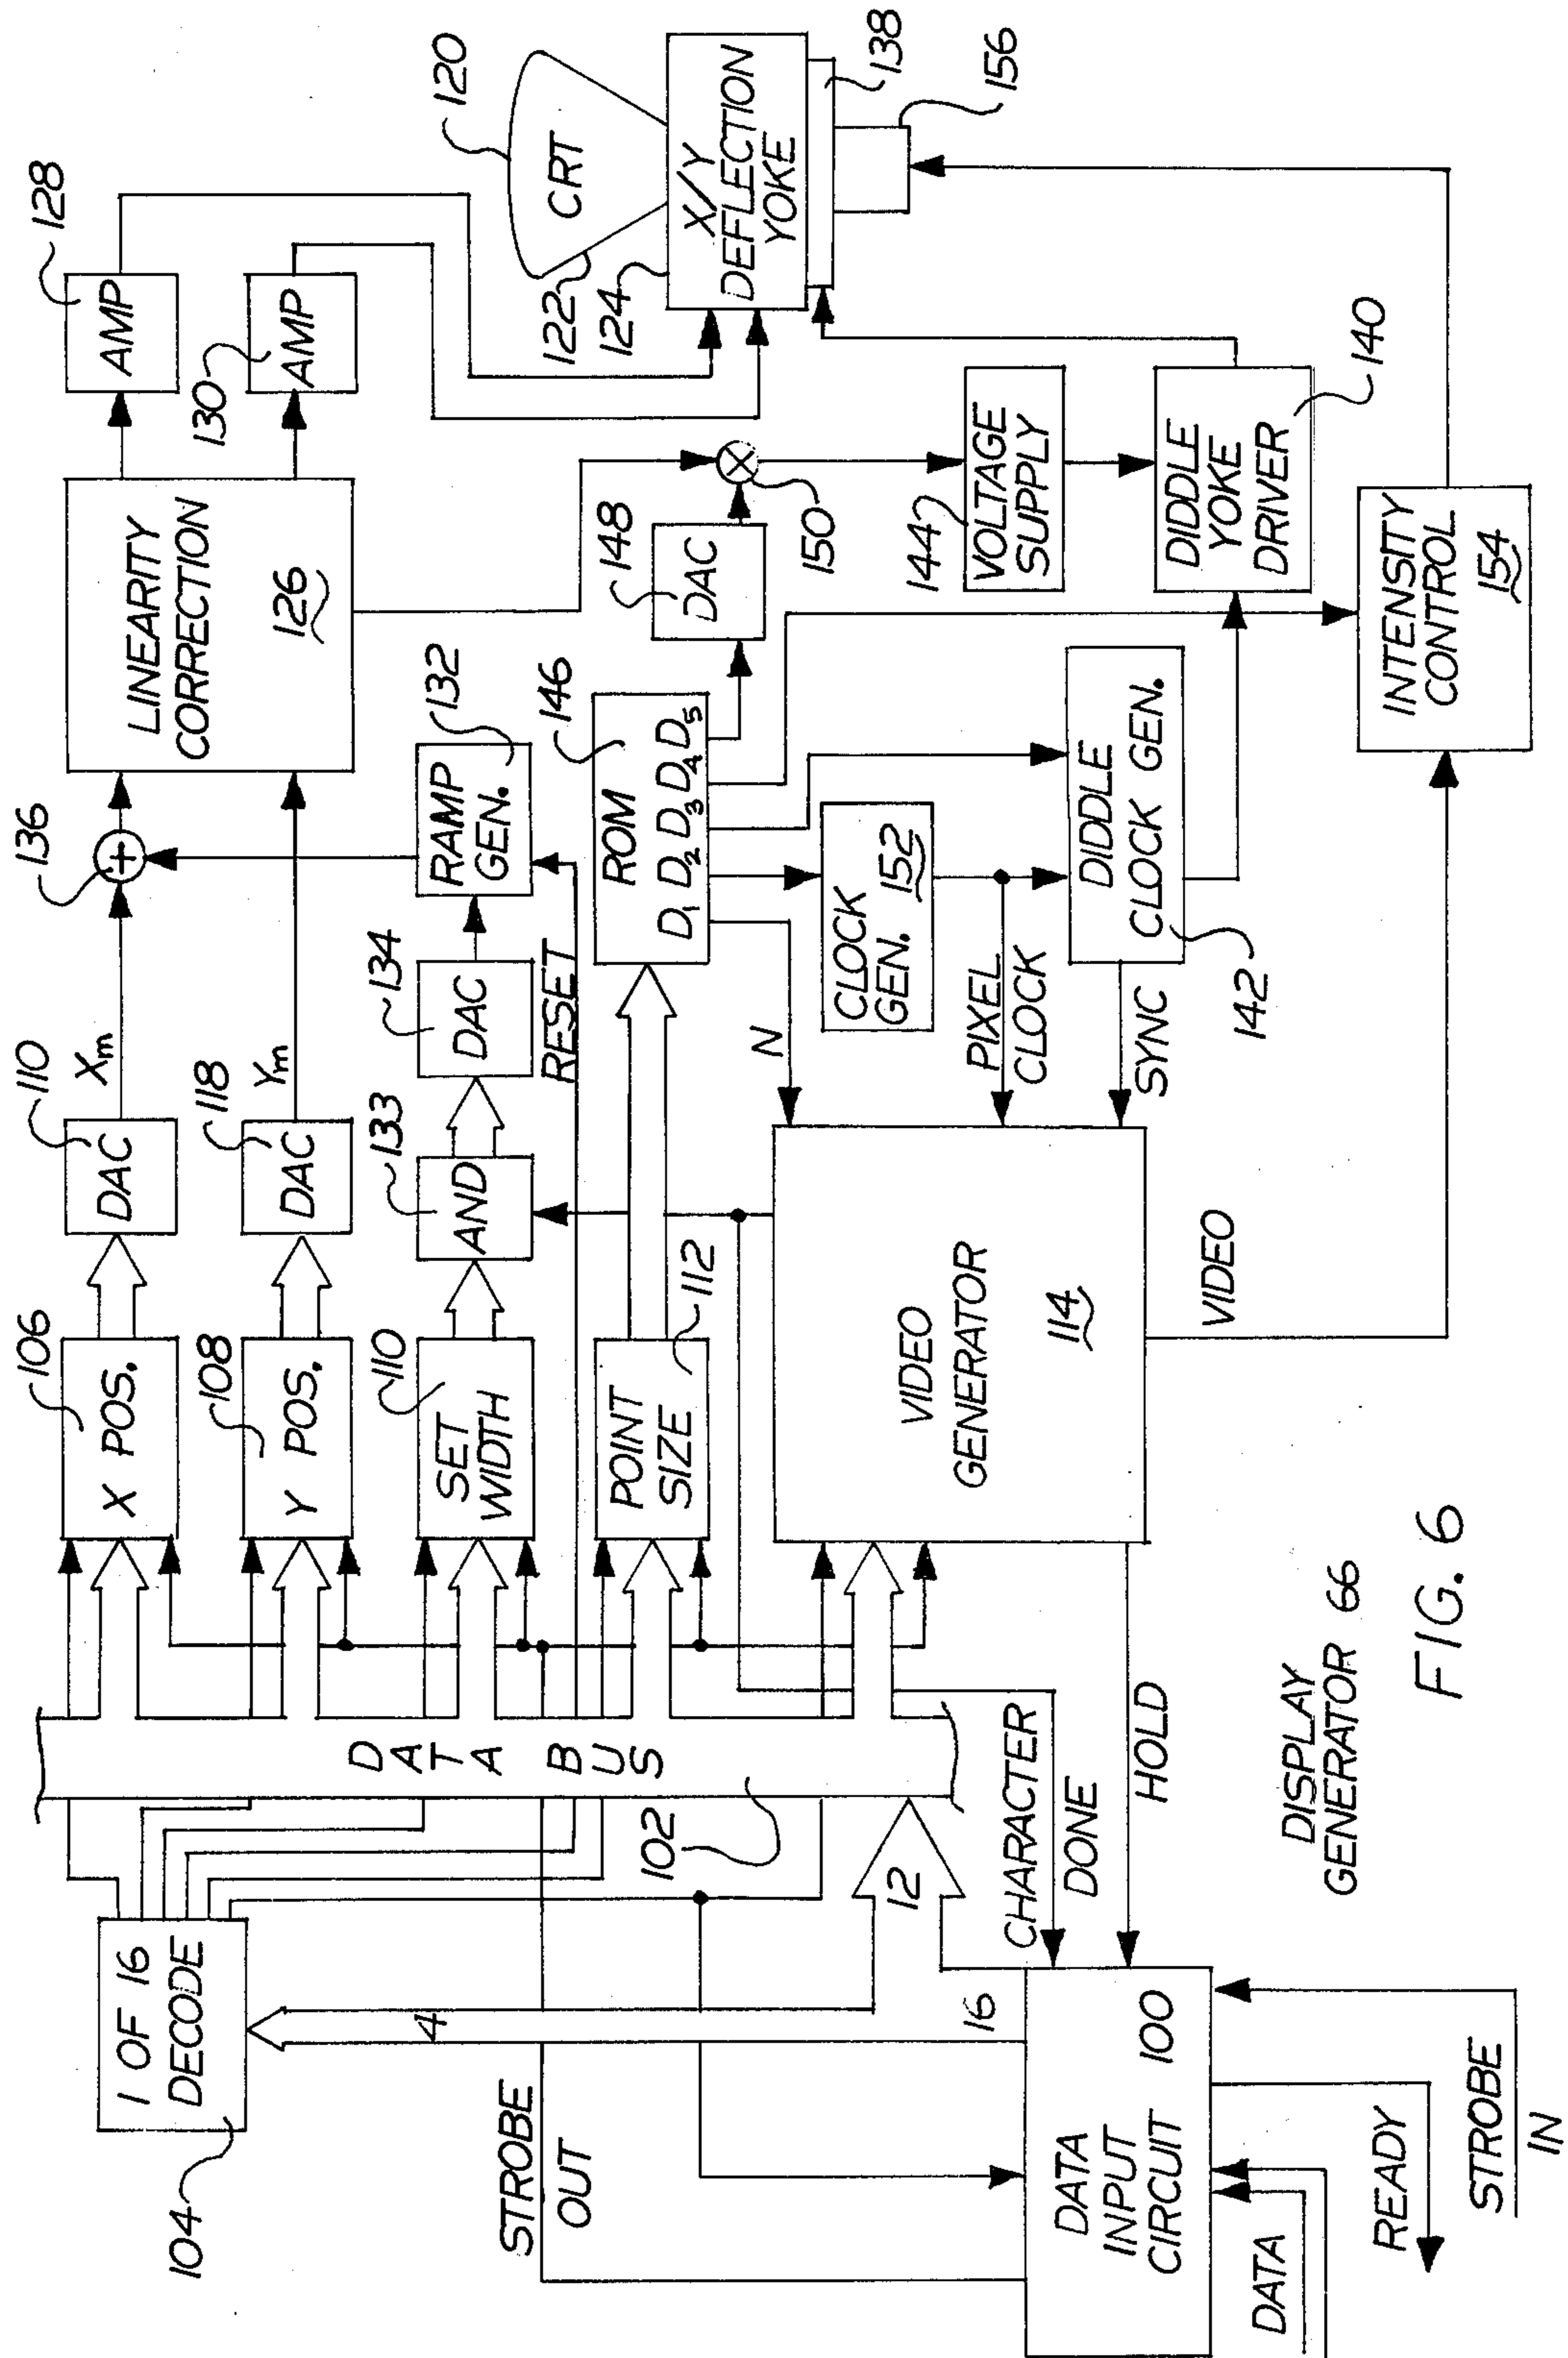 104
1 OF 16
DECODE
4
STROBE
OUT
DATA
INPUT
CIRCUIT 100
16
12
DATA
READY
STROBE
IN
102
DATA
BUS
CHARACTER
DONE
HOLD
106
X POS.
108
Y POS.
110
SET
WIDTH
POINT
SIZE
112
VIDEO
GENERATOR
114
VIDEO
110
DAC
Xm
118
DAC
Ym
133
AND
134
DAC
RESET
N
PIXEL
CLOCK
SYNC
136
+
RAMP
GEN.
132
ROM
146
D1 D2 D3 D4 D5
CLOCK
GEN. 152
DIDDLE
CLOCK GEN.
142
LINEARITY
CORRECTION
126
148
DAC
150
144
VOLTAGE
SUPPLY
DIDDLE
YOKE
DRIVER
140
INTENSITY
CONTROL
154
128
AMP
130
AMP
120
CRT
122
124
X/Y
DEFLECTION
YOKE
138
156
DISPLAY
GENERATOR 66
FIG. 6